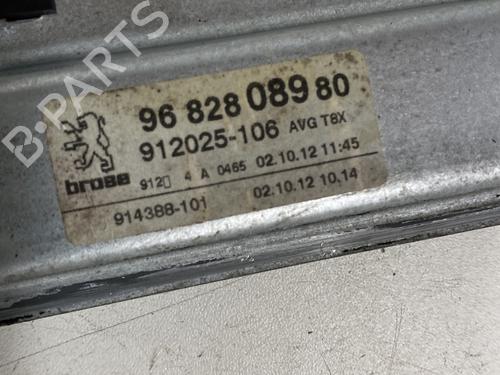 B-PARTS
96 828 089 80
912025-106 AVG T8X
brose
912▯ 4 A 0465 02.10.12 11:45
914388-101 02.10.12 10.14